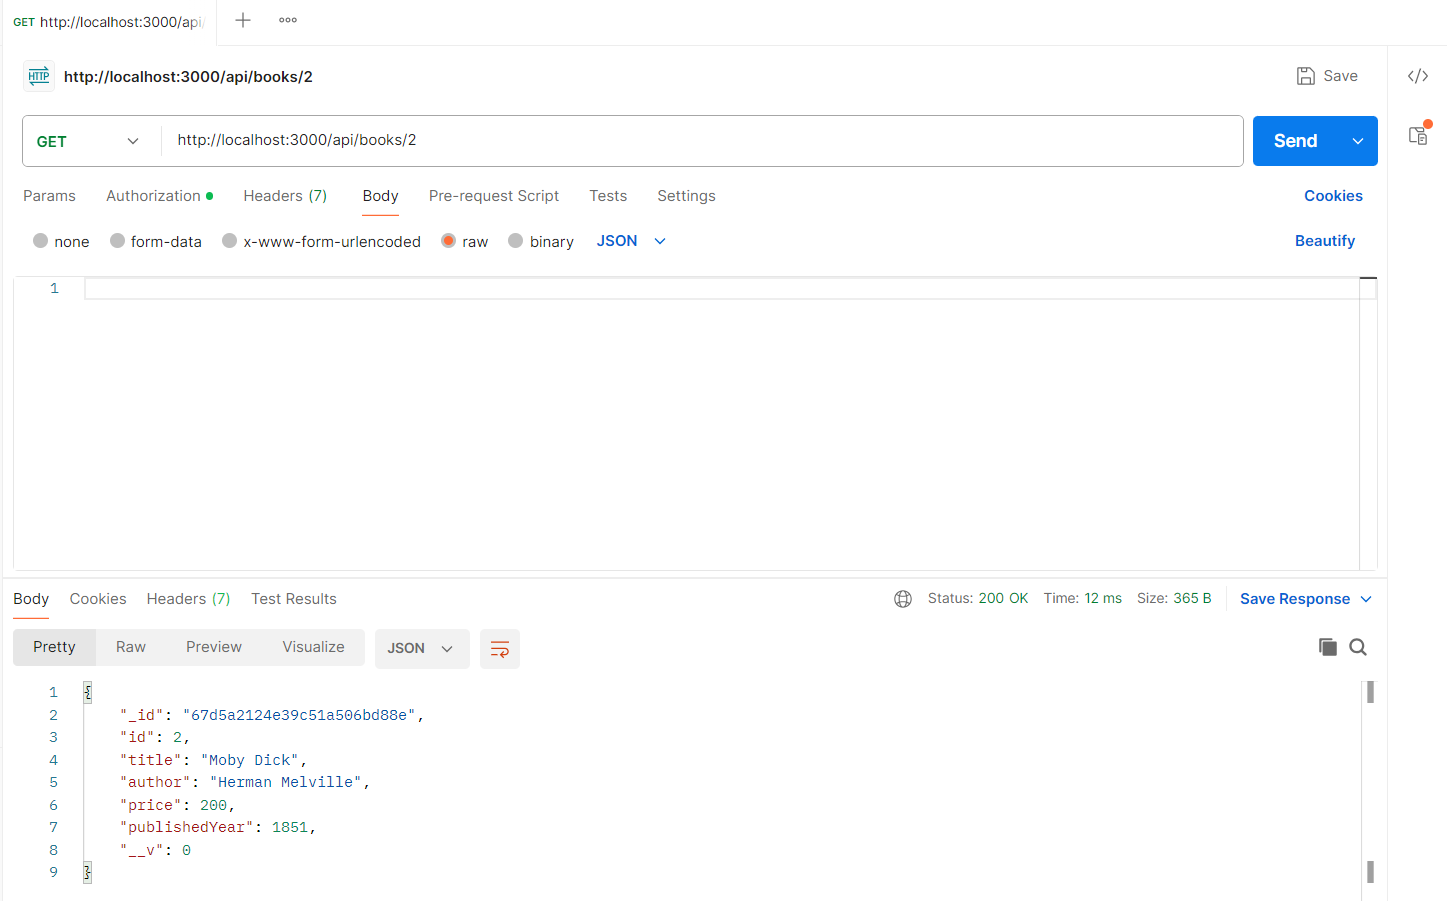 GET http://localhost:3000/api/
HTTP http://localhost:3000/api/books/2
Save
GET http://localhost:3000/api/books/2
Send
Params Authorization Headers (7) Body Pre-request Script Tests Settings Cookies
none form-data x-www-form-urlencoded raw binary JSON Beautify
1
Body Cookies Headers (7) Test Results Status: 200 OK Time: 12 ms Size: 365 B Save Response
Pretty Raw Preview Visualize JSON
1 {
2 "_id": "67d5a2124e39c51a506bd88e",
3 "id": 2,
4 "title": "Moby Dick",
5 "author": "Herman Melville",
6 "price": 200,
7 "publishedYear": 1851,
8 "__v": 0
9 }